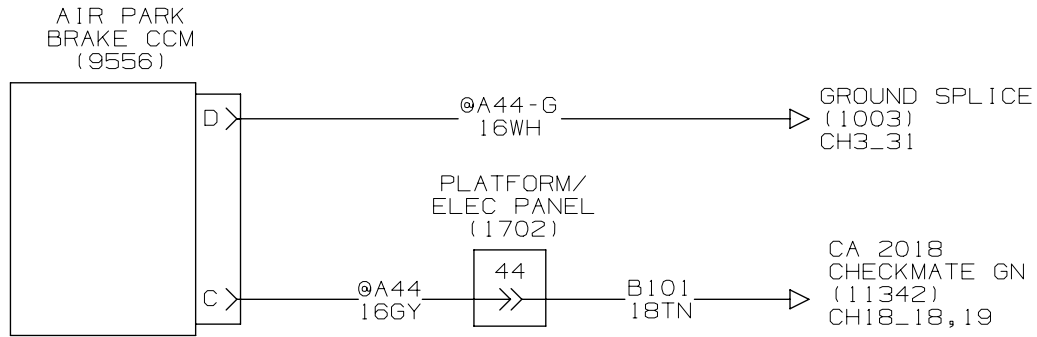 AIR PARK
BRAKE CCM
(9556)
D
@A44-G
16WH
GROUND SPLICE
(1003)
CH3_31
PLATFORM/
ELEC PANEL
(1702)
44
C
@A44
16GY
B101
18TN
CA 2018
CHECKMATE GN
(11342)
CH18_18,19